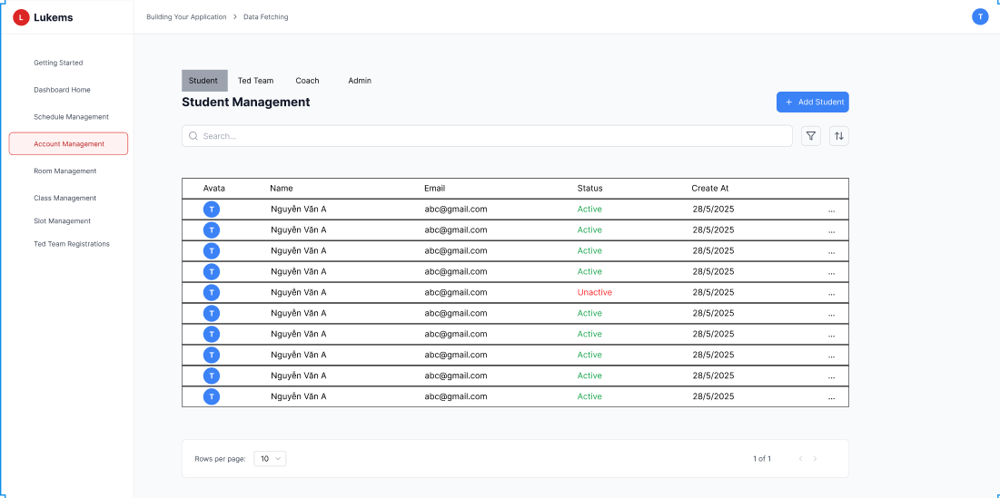 L Lukems
Building Your Application > Data Fetching
T
Getting Started
Dashboard Home
Schedule Management
Account Management
Room Management
Class Management
Slot Management
Ted Team Registrations
Student Ted Team Coach Admin
Student Management
+ Add Student
Search...
Avata Name Email Status Create At
T Nguyễn Văn A abc@gmail.com Active 28/5/2025 ...
T Nguyễn Văn A abc@gmail.com Active 28/5/2025 ...
T Nguyễn Văn A abc@gmail.com Active 28/5/2025 ...
T Nguyễn Văn A abc@gmail.com Active 28/5/2025 ...
T Nguyễn Văn A abc@gmail.com Unactive 28/5/2025 ...
T Nguyễn Văn A abc@gmail.com Active 28/5/2025 ...
T Nguyễn Văn A abc@gmail.com Active 28/5/2025 ...
T Nguyễn Văn A abc@gmail.com Active 28/5/2025 ...
T Nguyễn Văn A abc@gmail.com Active 28/5/2025 ...
T Nguyễn Văn A abc@gmail.com Active 28/5/2025 ...
Rows per page: 10 1 of 1